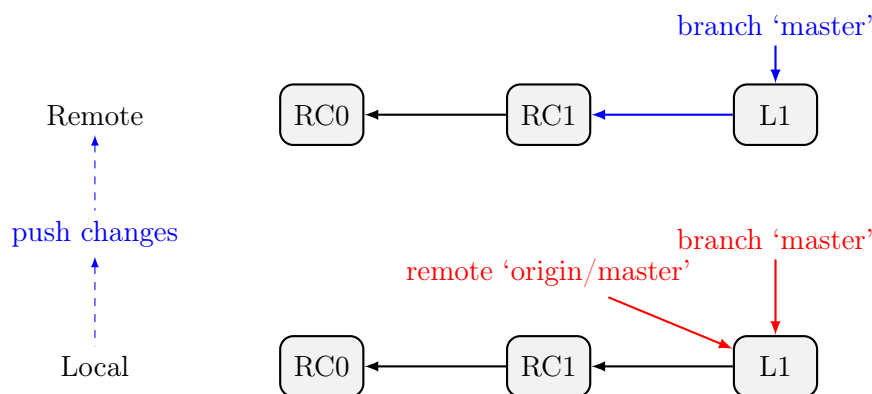 branch ‘master’
Remote
RC0
RC1
L1
push changes
branch ‘master’
remote ‘origin/master’
Local
RC0
RC1
L1